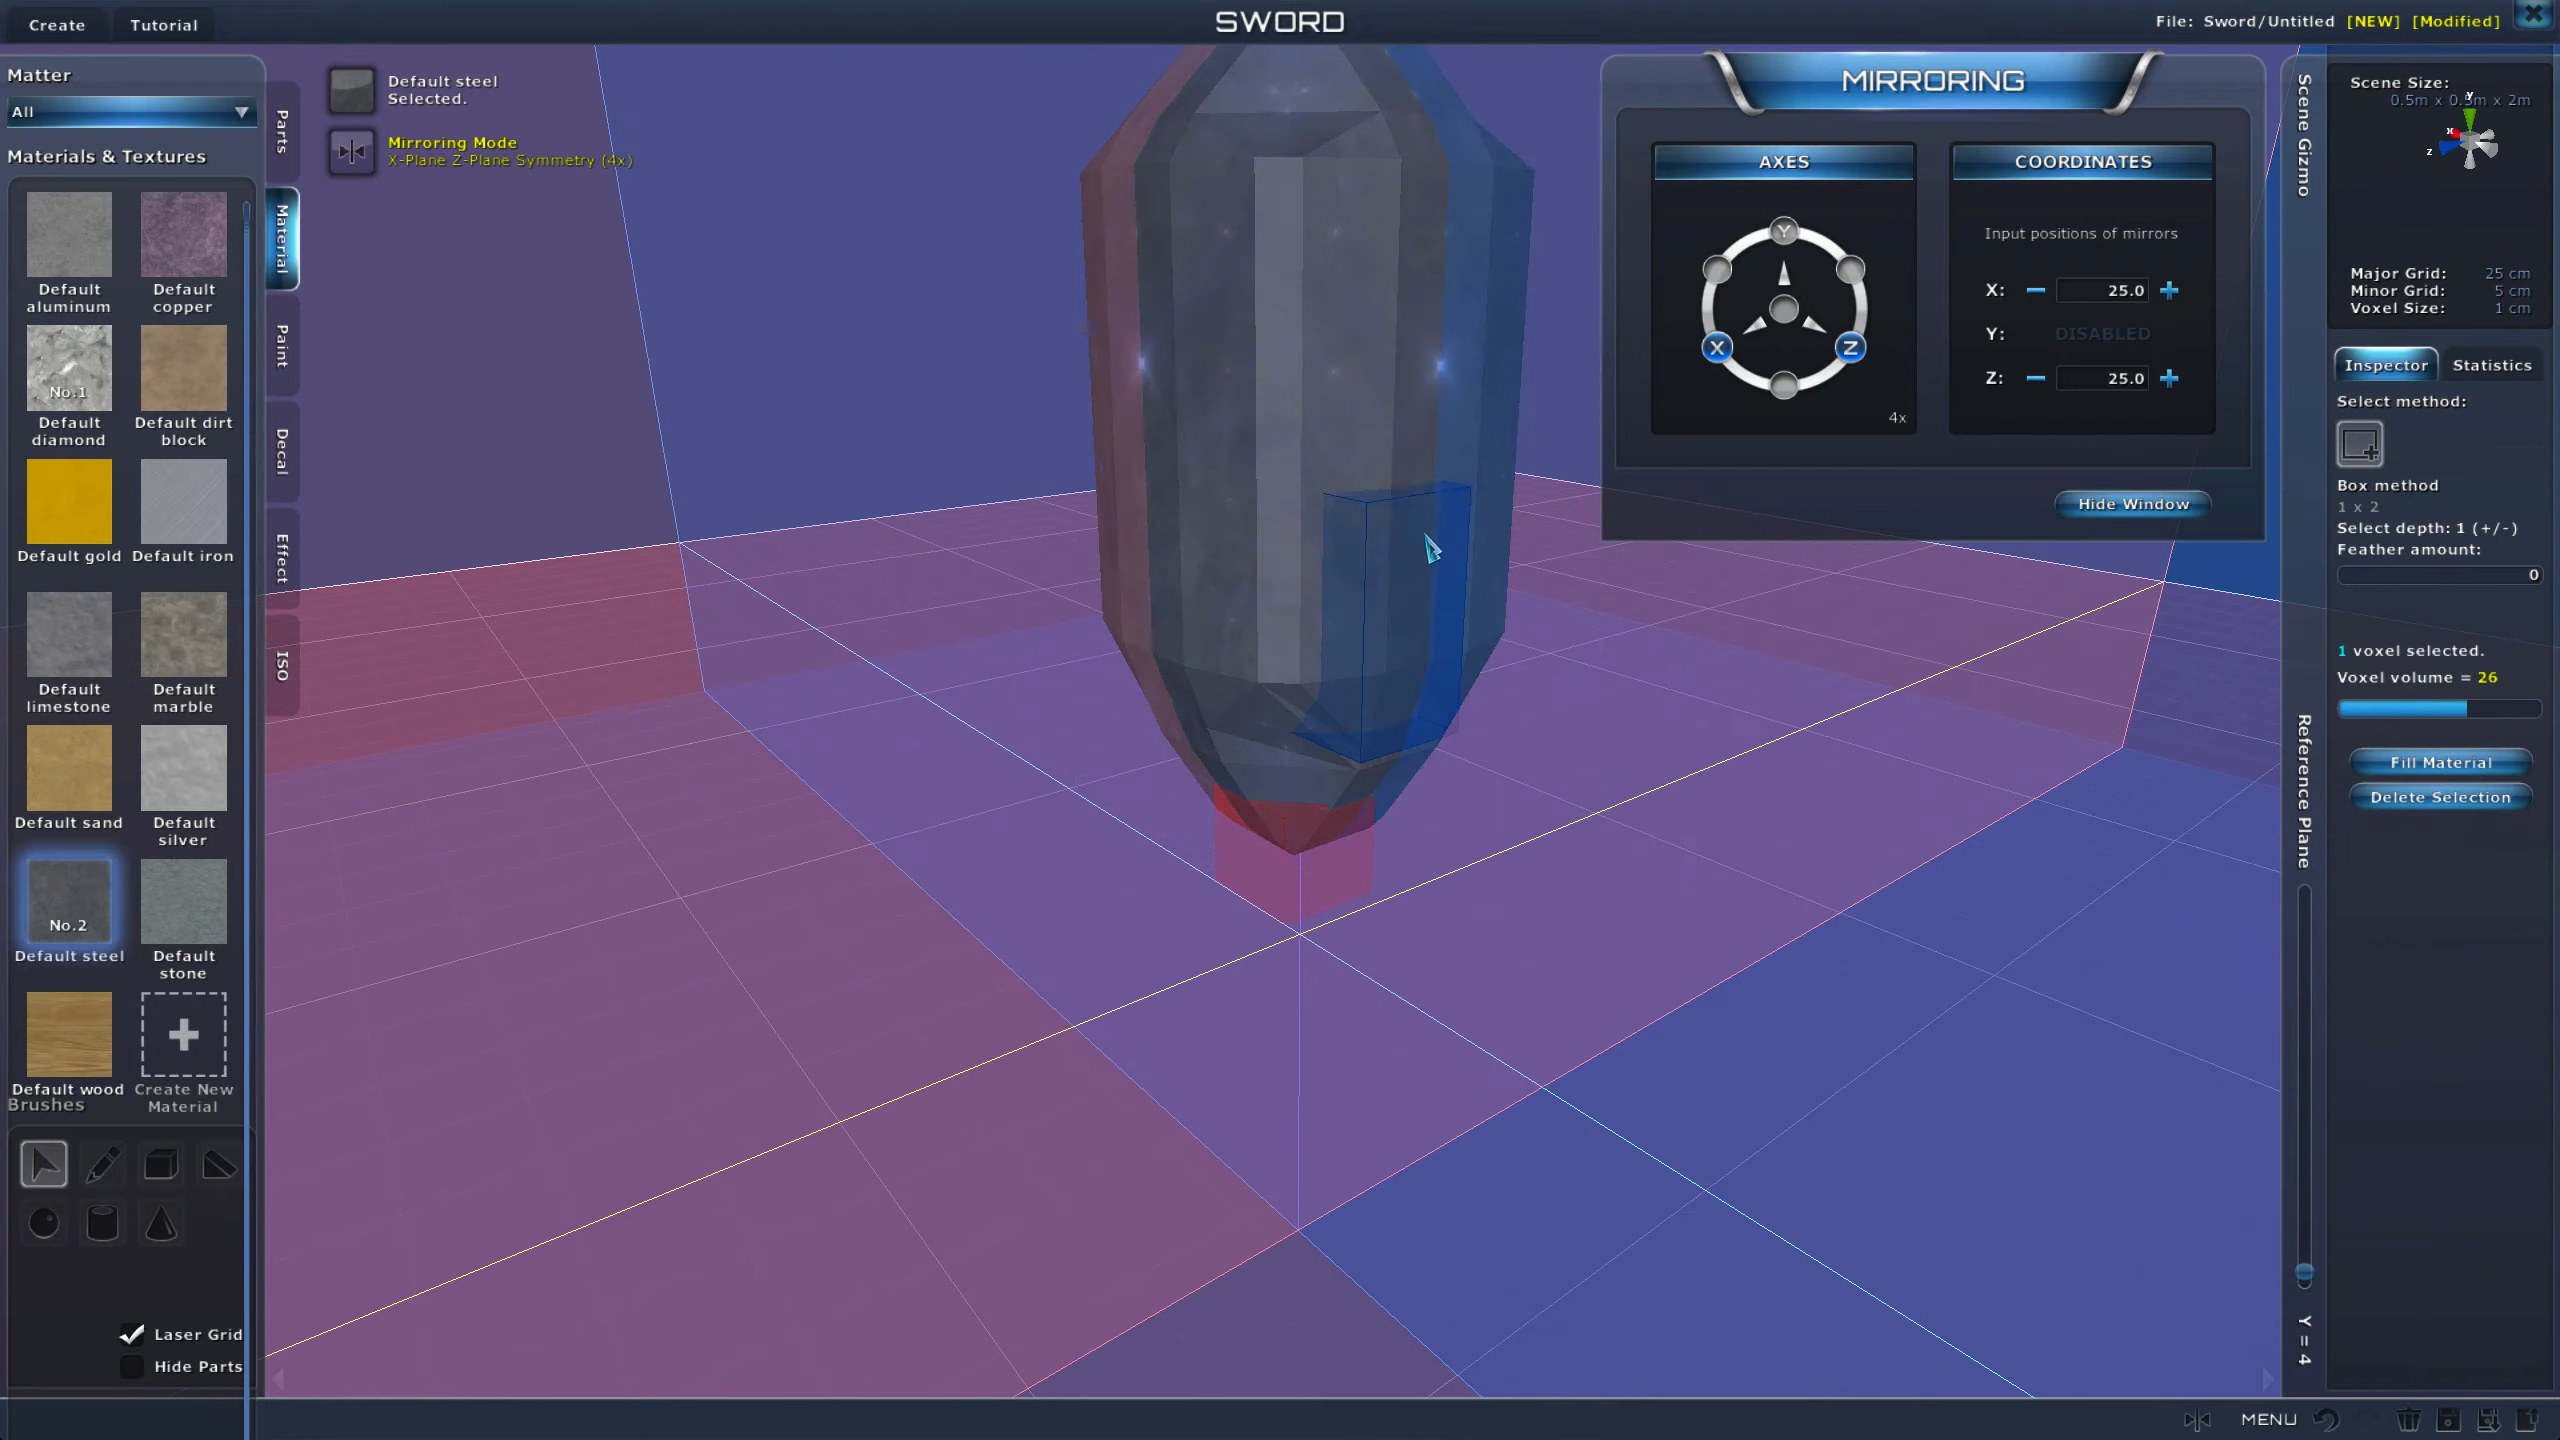 Create
Tutorial
SWORD
File: Sword/Untitled [NEW] [Modified]
Matter
All
Materials & Textures
Default aluminum
Default copper
No.1
Default diamond
Default dirt block
Default gold
Default iron
Default limestone
Default marble
Default sand
Default silver
No.2
Default steel
Default stone
Default wood
Create New Material
Brushes
Laser Grid
Hide Parts
Parts
Material
Paint
Decal
Effect
ISO
Default steel
Selected.
Mirroring Mode
X-Plane Z-Plane Symmetry (4x)
MIRRORING
AXES
Y
X
Z
4x
COORDINATES
Input positions of mirrors
X: 25.0
Y: DISABLED
Z: 25.0
Hide Window
Scene Gizmo
Reference Plane
Y = 4
Scene Size:
0.5m x 0.5m x 2m
Y
X
Z
Major Grid: 25 cm
Minor Grid: 5 cm
Voxel Size: 1 cm
Inspector
Statistics
Select method:
Box method
1 x 2
Select depth: 1 (+/-)
Feather amount:
0
1 voxel selected.
Voxel volume = 26
Fill Material
Delete Selection
MENU